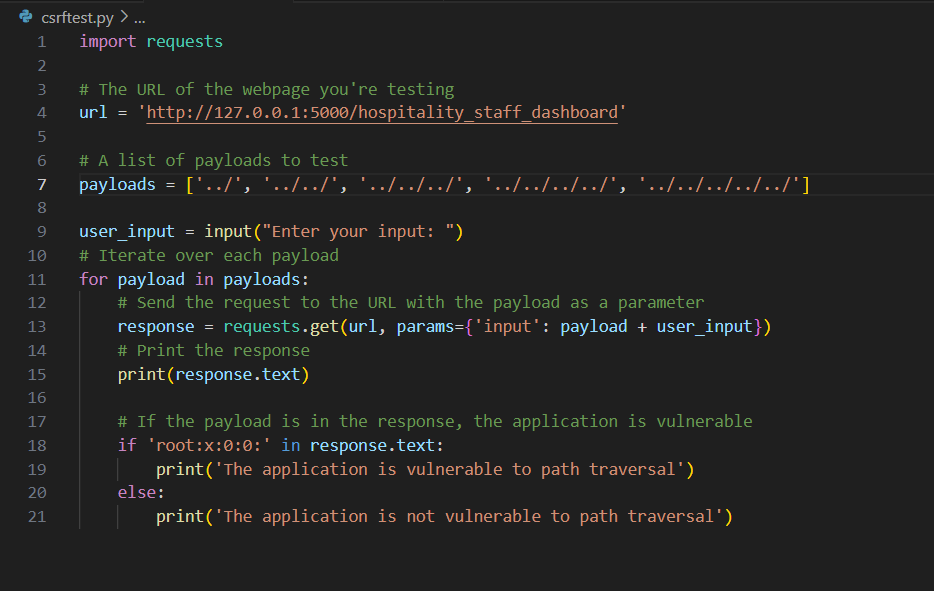 csrftest.py > ...
1 import requests
2
3 # The URL of the webpage you're testing
4 url = 'http://127.0.0.1:5000/hospitality_staff_dashboard'
5
6 # A list of payloads to test
7 payloads = ['../', '../../', '../../../', '../../../../', '../../../../../']
8
9 user_input = input("Enter your input: ")
10 # Iterate over each payload
11 for payload in payloads:
12     # Send the request to the URL with the payload as a parameter
13     response = requests.get(url, params={'input': payload + user_input})
14     # Print the response
15     print(response.text)
16
17     # If the payload is in the response, the application is vulnerable
18     if 'root:x:0:0:' in response.text:
19         print('The application is vulnerable to path traversal')
20     else:
21         print('The application is not vulnerable to path traversal')